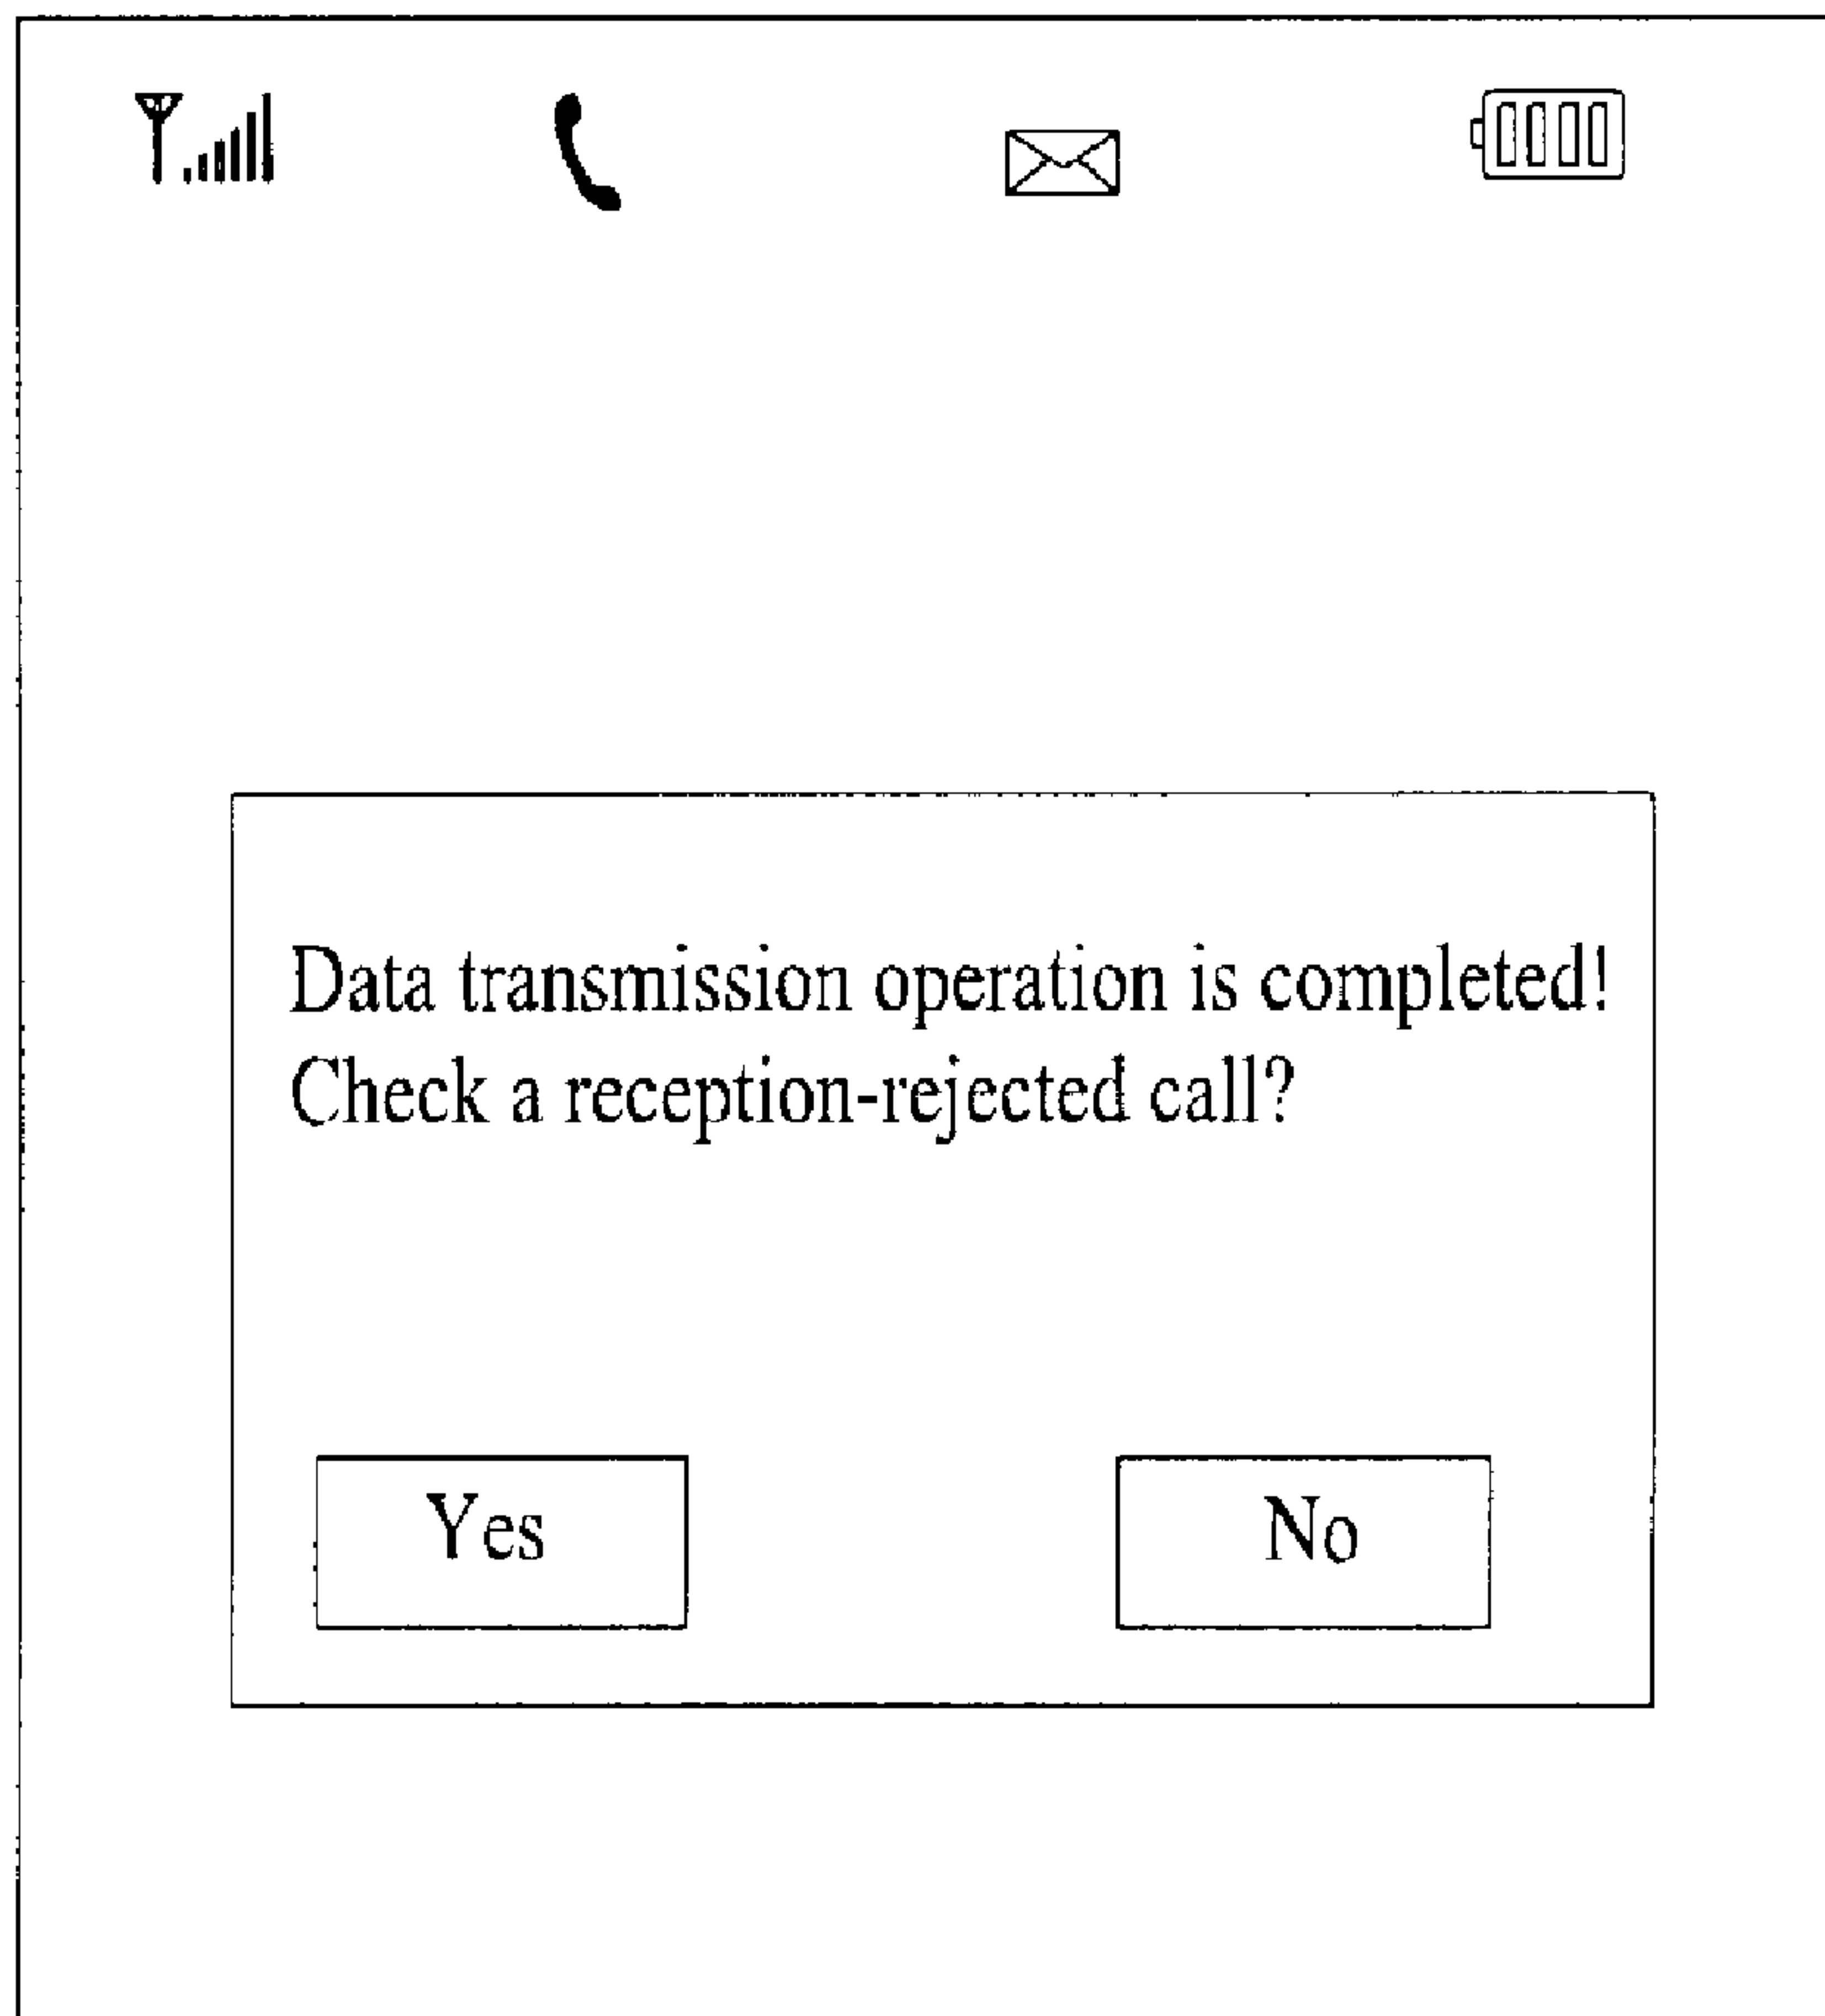 Data transmission operation is completed!
Check a reception-rejected call?
Yes
No